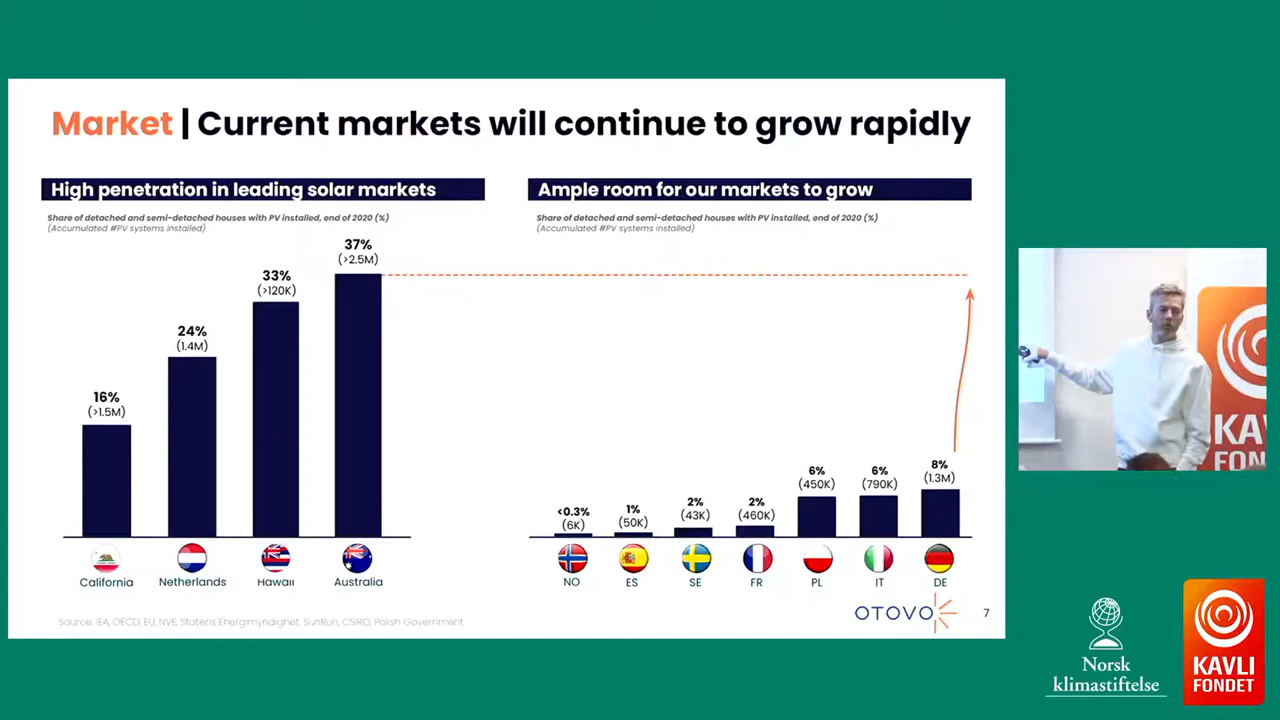 Market | Current markets will continue to grow rapidly
High penetration in leading solar markets
Share of detached and semi-detached houses with PV installed, end of 2020 (%)
(Accumulated #PV systems installed)
37%
(>2.5M)
33%
(>120K)
24%
(1.4M)
16%
(>1.5M)
California
Netherlands
Hawaii
Australia
Ample room for our markets to grow
Share of detached and semi-detached houses with PV installed, end of 2020 (%)
(Accumulated #PV systems installed)
<0.3%
(6K)
1%
(50K)
2%
(43K)
2%
(460K)
6%
(450K)
6%
(790K)
8%
(1.3M)
NO
ES
SE
FR
PL
IT
DE
Source: IEA, OECD, EU, NVE, Statens Energimyndighet, SunRun, CSIRO, Polish Government
OTOVO
7
KA
FON
Norsk
klimastiftelse
KAVLI
FONDET